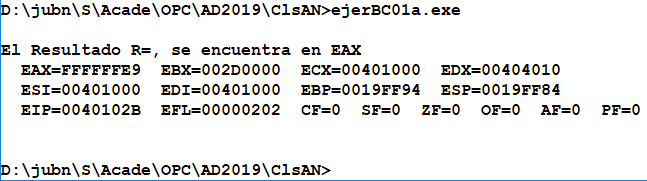 D:\jubn\S\Acade\OPC\AD2019\ClsAN>ejerBC01a.exe
El Resultado R=, se encuentra en EAX
EAX=FFFFFFE9 EBX=002D0000 ECX=00401000 EDX=00404010
ESI=00401000 EDI=00401000 EBP=0019FF94 ESP=0019FF84
EIP=0040102B EFL=00000202 CF=0 SF=0 ZF=0 OF=0 AF=0 PF=0
D:\jubn\S\Acade\OPC\AD2019\ClsAN>